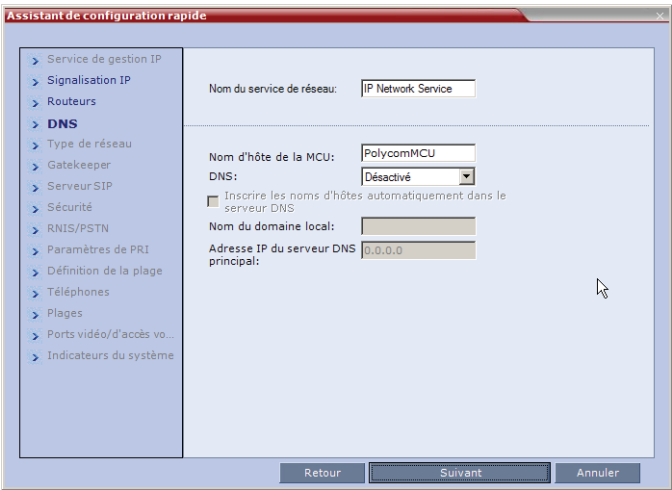 Assistant de configuration rapide
Service de gestion IP
Signalisation IP
Routeurs
DNS
Type de réseau
Gatekeeper
Serveur SIP
Sécurité
RNIS/PSTN
Paramètres de PRI
Définition de la plage
Téléphones
Plages
Ports vidéo/d'accès vo...
Indicateurs du système
Nom du service de réseau: IP Network Service
Nom d'hôte de la MCU: PolycomMCU
DNS: Désactivé
Inscrire les noms d'hôtes automatiquement dans le
serveur DNS
Nom du domaine local:
Adresse IP du serveur DNS 0.0.0.0
principal:
Retour Suivant Annuler